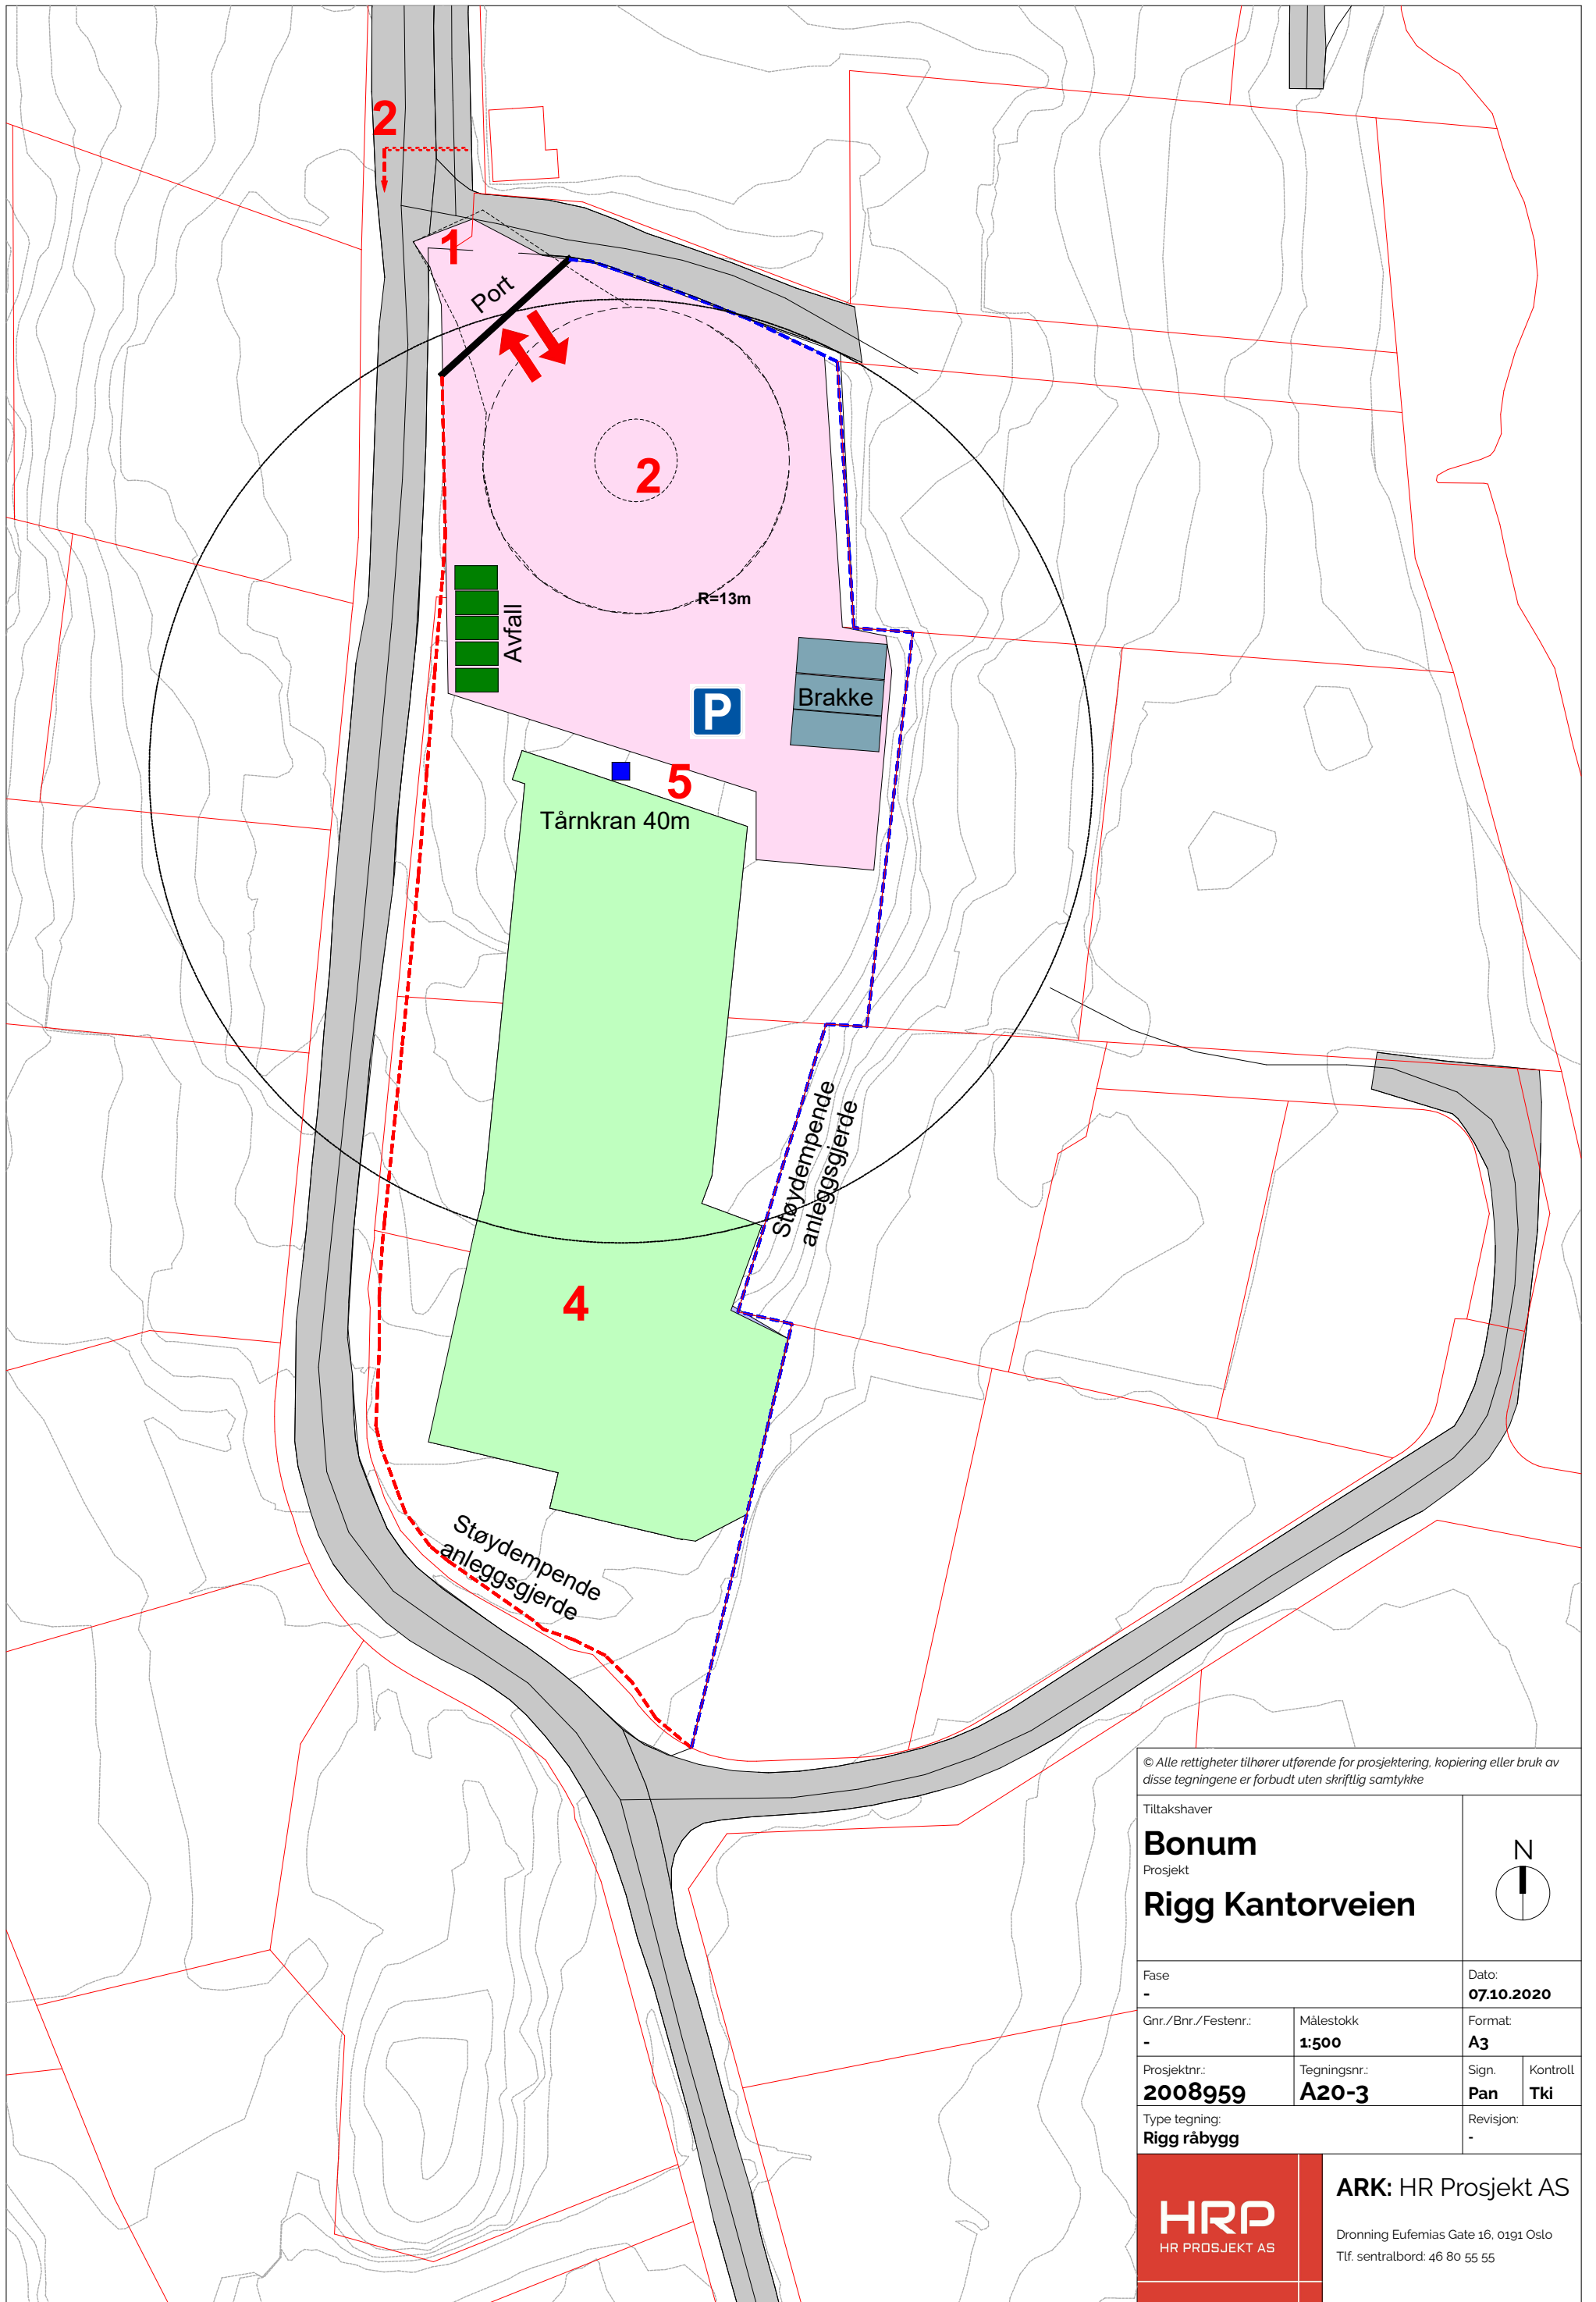 2
1
Port
2
R=13m
Avfall
P
Brakke
5
Tårnkran 40m
Støydempende
anleggsgjerde
4
Støydempende
anleggsgjerde
© Alle rettigheter tilhører utførende for prosjektering, kopiering eller bruk av
disse tegningene er forbudt uten skriftlig samtykke
Tiltakshaver
Bonum
Prosjekt
Rigg Kantorveien
N
Fase
-
Dato:
07.10.2020
Gnr./Bnr./Festenr.:
-
Målestokk
1:500
Format:
A3
Prosjektnr.:
2008959
Tegningsnr.:
A20-3
Sign.
Pan
Kontroll
Tki
Type tegning:
Rigg råbygg
Revisjon:
-
HRP
HR PROSJEKT AS
ARK: HR Prosjekt AS
Dronning Eufemias Gate 16, 0191 Oslo
Tlf. sentralbord: 46 80 55 55